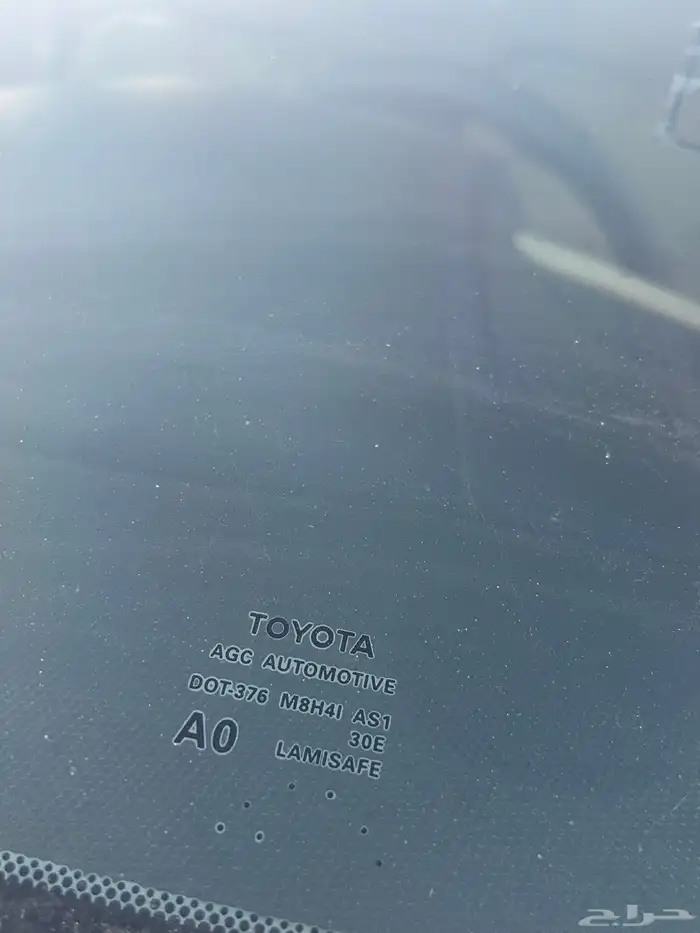 TOYOTA
AGC AUTOMOTIVE
DOT-376 M8H4I AS1
30E
A0 LAMISAFE
حراج